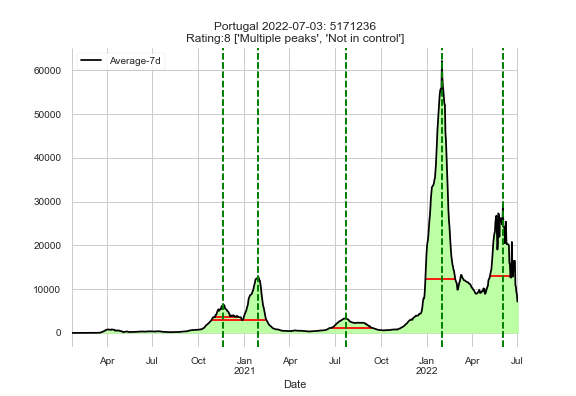 Portugal 2022-07-03: 5171236
Rating:8 ['Multiple peaks', 'Not in control']
Average-7d
60000
50000
40000
30000
20000
10000
0
Apr Jul Oct Jan Apr Jul Oct Jan Apr Jul
2021 2022
Date